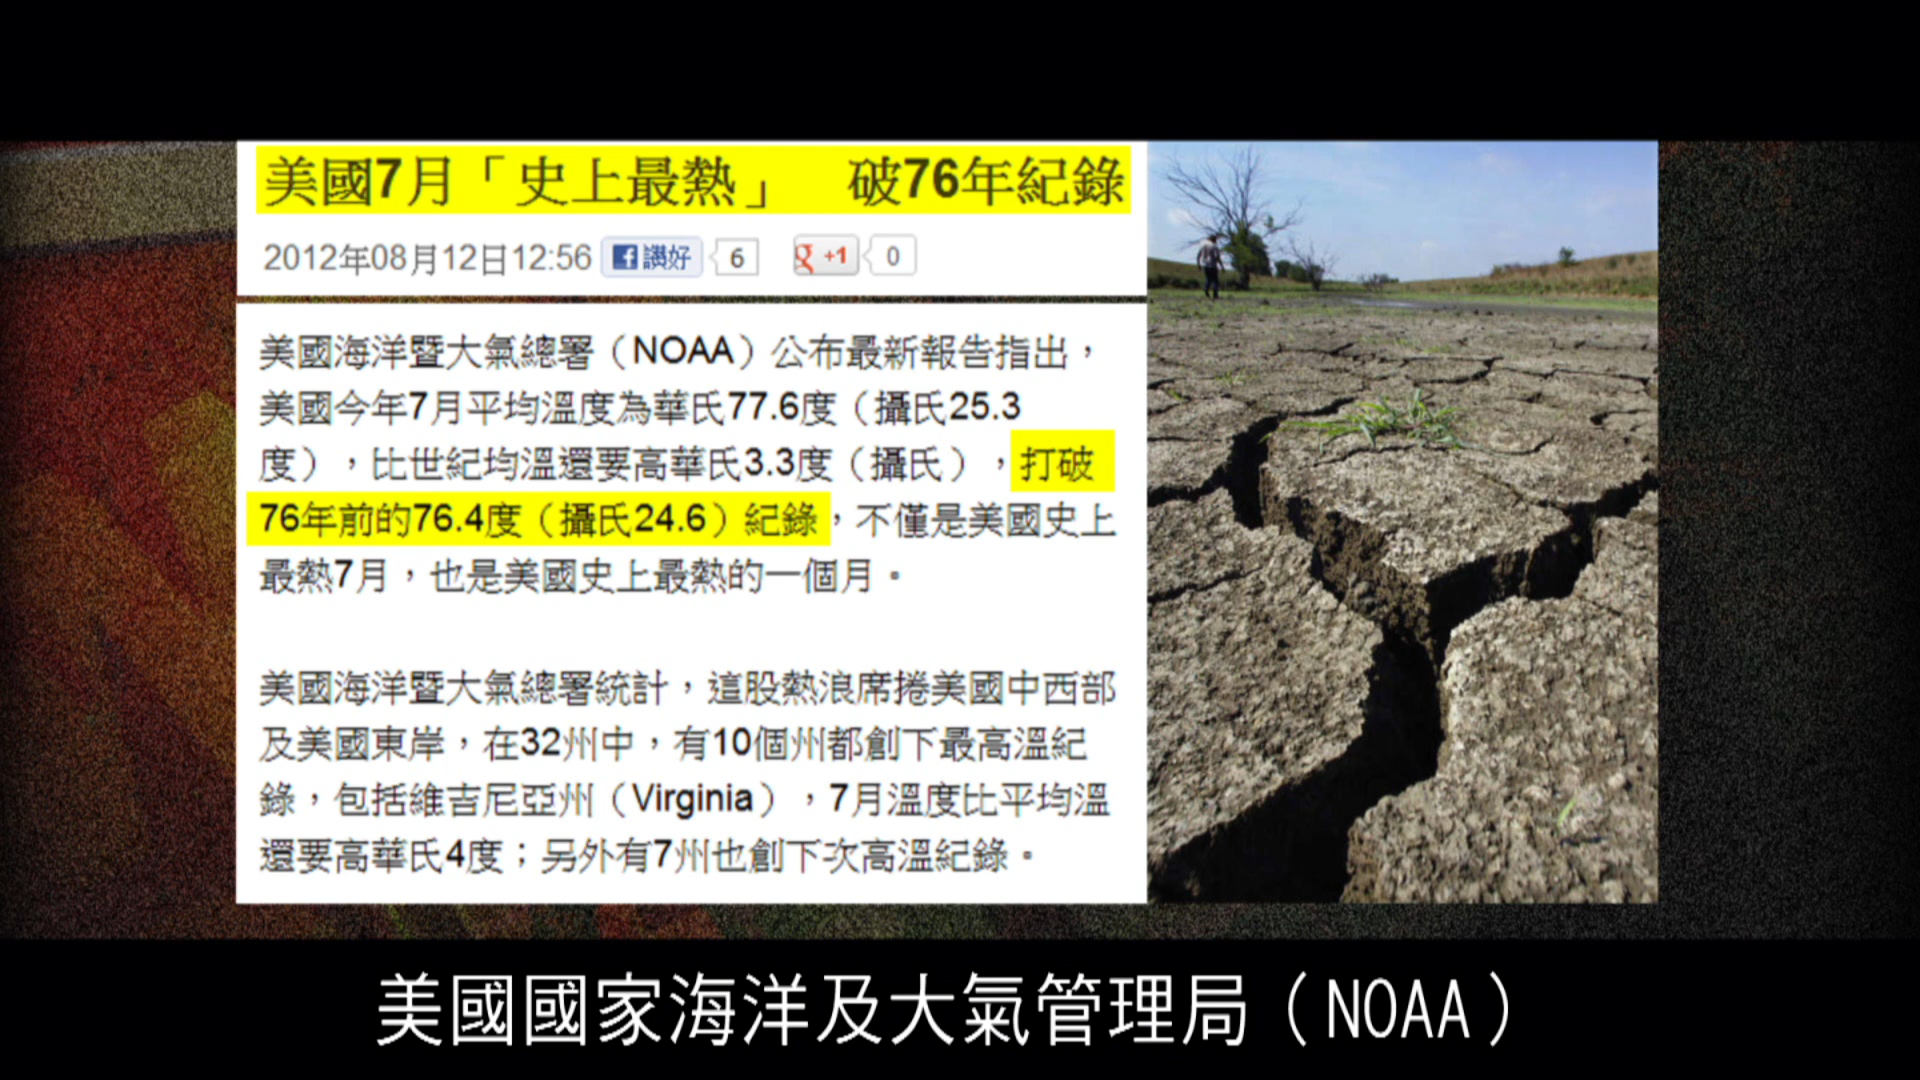 美國7月「史上最熱」 破76年紀錄
2012年08月12日12:56 讚好 6 +1 0
美國海洋暨大氣總署（NOAA）公布最新報告指出，
美國今年7月平均溫度為華氏77.6度（攝氏25.3
度），比世紀均溫還要高華氏3.3度（攝氏），打破
76年前的76.4度（攝氏24.6）紀錄，不僅是美國史上
最熱7月，也是美國史上最熱的一個月。
美國海洋暨大氣總署統計，這股熱浪席捲美國中西部
及美國東岸，在32州中，有10個州都創下最高溫紀
錄，包括維吉尼亞州（Virginia），7月溫度比平均溫
還要高華氏4度；另外有7州也創下次高溫紀錄。
美國國家海洋及大氣管理局（NOAA）